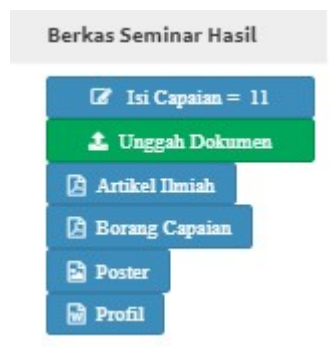 Berkas Seminar Hasil
Isi Capaian = 11
Unggah Dokumen
Artikel Ilmiah
Borang Capaian
Poster
Profil